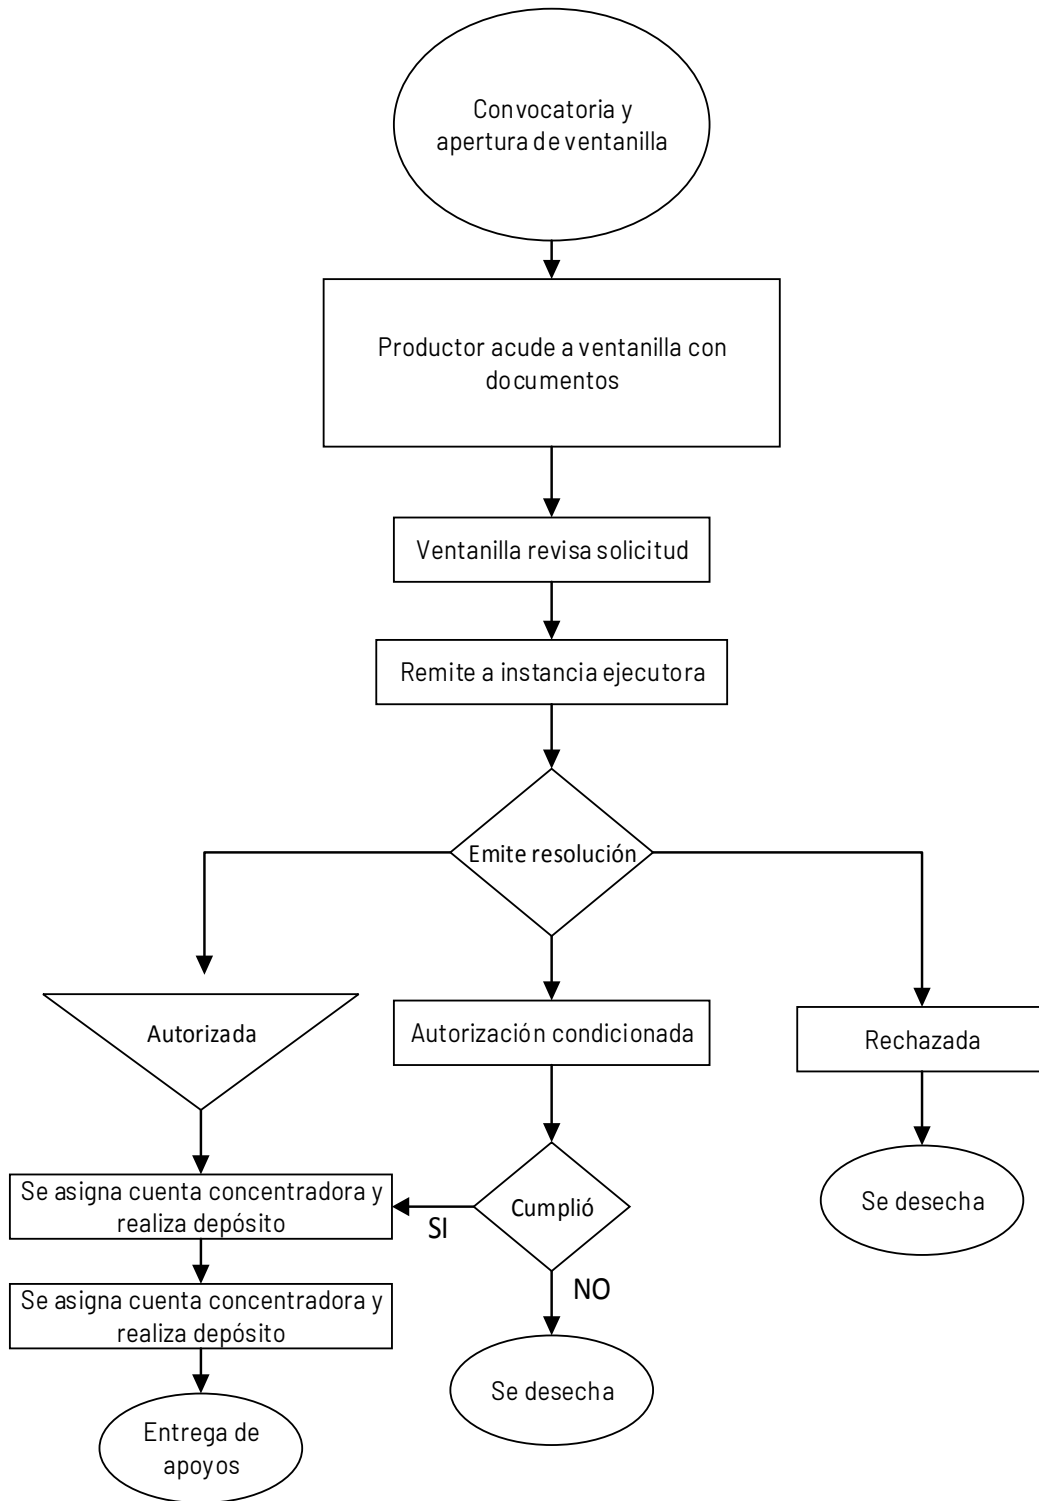 Convocatoria y
apertura de ventanilla
Productor acude a ventanilla con
documentos
Ventanilla revisa solicitud
Remite a instancia ejecutora
Emite resolución
Autorizada
Autorización condicionada
Rechazada
Se asigna cuenta concentradora y
realiza depósito
SI
Cumplió
Se desecha
NO
Se asigna cuenta concentradora y
realiza depósito
Se desecha
Entrega de
apoyos